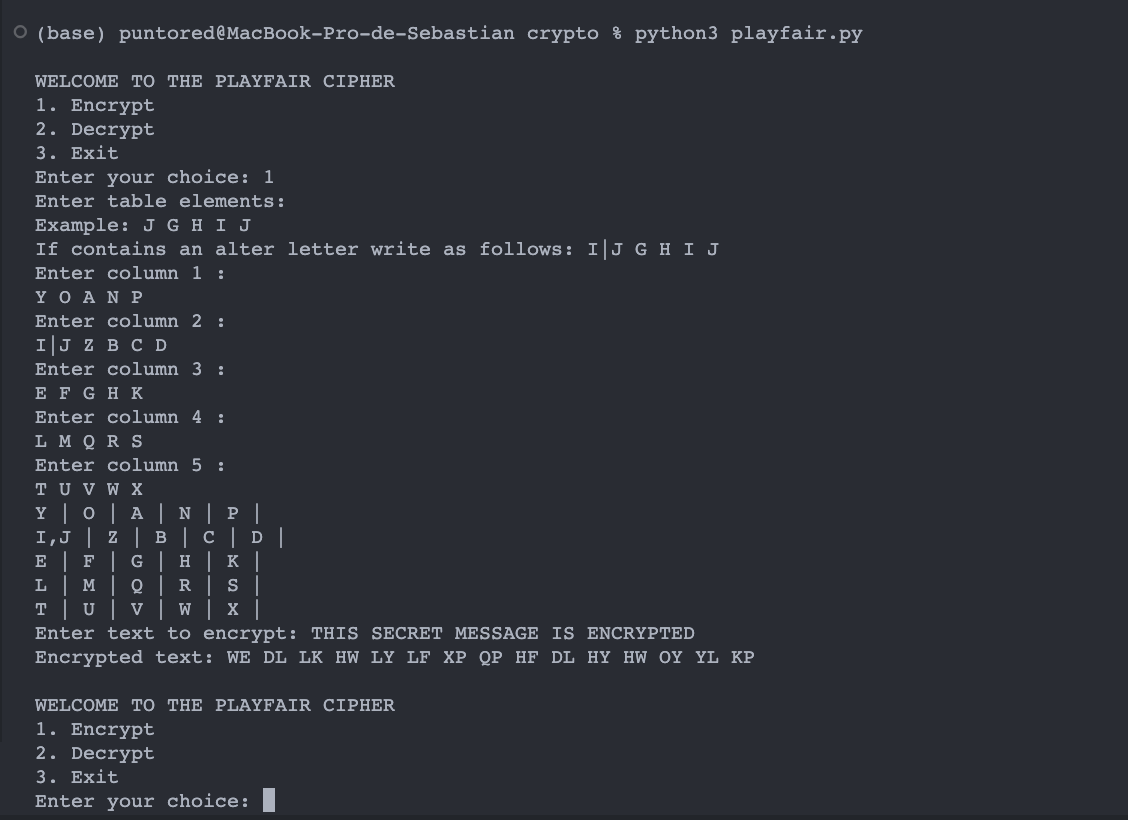 (base) puntored@MacBook-Pro-de-Sebastian crypto % python3 playfair.py
WELCOME TO THE PLAYFAIR CIPHER
1. Encrypt
2. Decrypt
3. Exit
Enter your choice: 1
Enter table elements:
Example: J G H I J
If contains an alter letter write as follows: I|J G H I J
Enter column 1 :
Y O A N P
Enter column 2 :
I|J Z B C D
Enter column 3 :
E F G H K
Enter column 4 :
L M Q R S
Enter column 5 :
T U V W X
Y | O | A | N | P |
I,J | Z | B | C | D |
E | F | G | H | K |
L | M | Q | R | S |
T | U | V | W | X |
Enter text to encrypt: THIS SECRET MESSAGE IS ENCRYPTED
Encrypted text: WE DL LK HW LY LF XP QP HF DL HY HW OY YL KP
WELCOME TO THE PLAYFAIR CIPHER
1. Encrypt
2. Decrypt
3. Exit
Enter your choice: